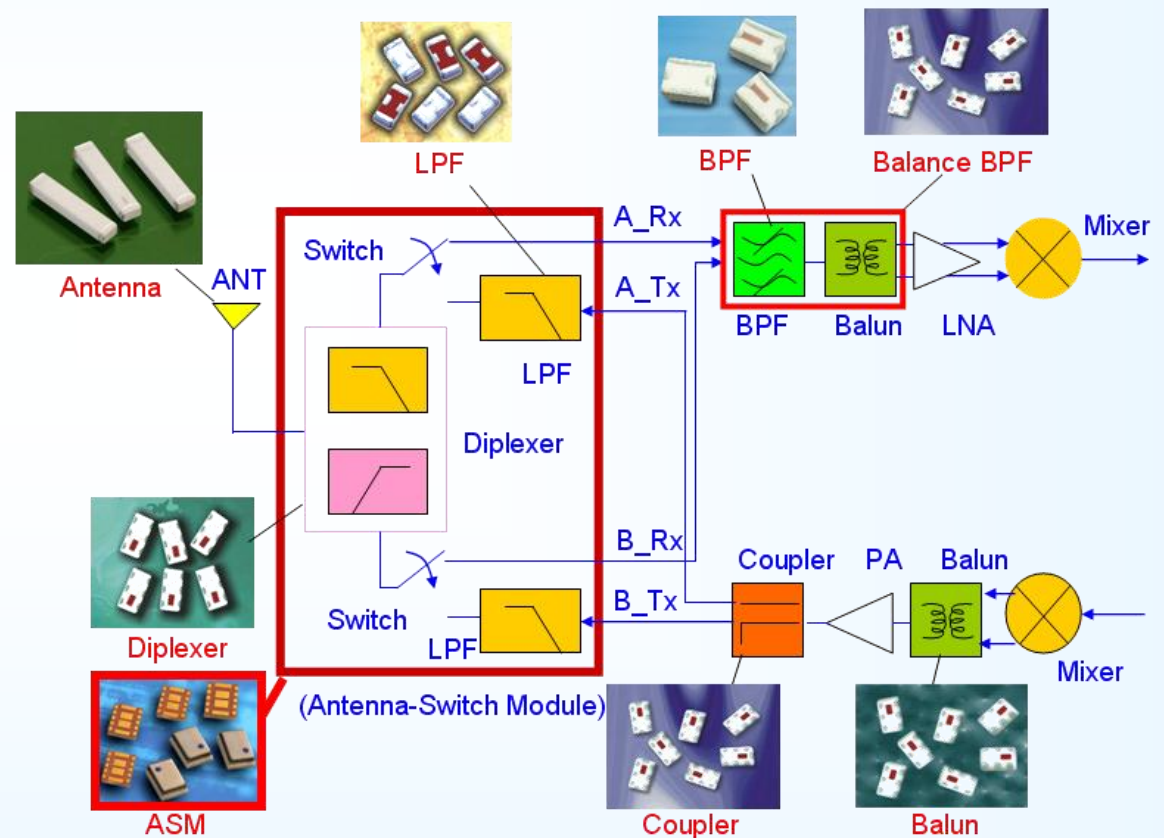 LPF
BPF
Balance BPF
Antenna
ANT
Switch
A_Rx
Mixer
A_Tx
BPF
Balun
LNA
LPF
Diplexer
B_Rx
Coupler
PA
Balun
B_Tx
Switch
LPF
Diplexer
Mixer
(Antenna-Switch Module)
ASM
Coupler
Balun